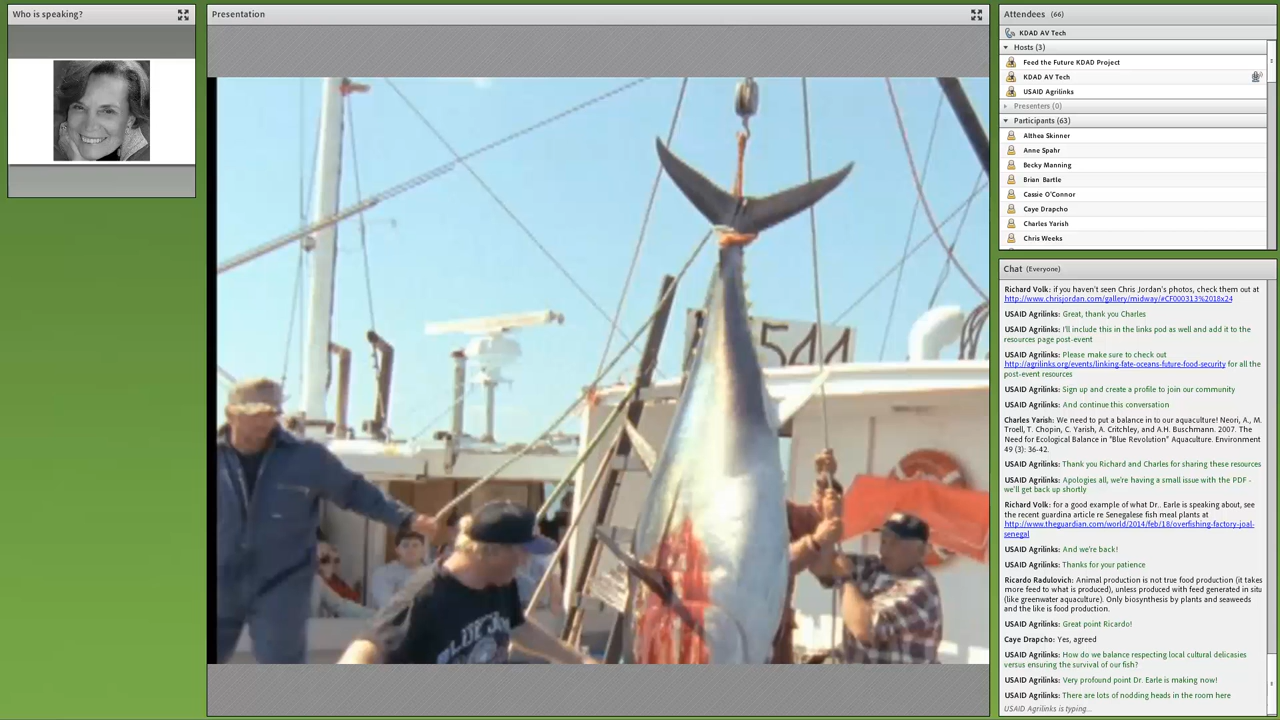 Who is speaking?
Presentation
544
BLUE JAYS
Attendees (66)
KDAD AV Tech
Hosts (3)
Feed the Future KDAD Project
KDAD AV Tech
USAID Agrilinks
Presenters (0)
Participants (63)
Althea Skinner
Anne Spahr
Becky Manning
Brian Bartle
Cassie O'Connor
Caye Drapcho
Charles Yarish
Chris Weeks
Chat (Everyone)
Richard Volk: if you haven't seen Chris Jordan's photos, check them out at
http://www.chrisjordan.com/gallery/midway/#CF000313%2018x24
USAID Agrilinks: Great, thank you Charles
USAID Agrilinks: I'll include this in the links pod as well and add it to the
resources page post-event
USAID Agrilinks: Please make sure to check out
http://agrilinks.org/events/linking-fate-oceans-future-food-security for all the
post-event resources
USAID Agrilinks: Sign up and create a profile to join our community
USAID Agrilinks: And continue this conversation
Charles Yarish: We need to put a balance in to our aquaculture! Neori, A., M.
Troell, T. Chopin, C. Yarish, A. Critchley, and A.H. Buschmann. 2007. The
Need for Ecological Balance in "Blue Revolution" Aquaculture. Environment
49 (3): 36-42.
USAID Agrilinks: Thank you Richard and Charles for sharing these resources
USAID Agrilinks: Apologies all, we're having a small issue with the PDF -
we'll get back up shortly
Richard Volk: for a good example of what Dr.. Earle is speaking about, see
the recent guardina article re Senegalese fish meal plants at
http://www.theguardian.com/world/2014/feb/18/overfishing-factory-joal-
senegal
USAID Agrilinks: And we're back!
USAID Agrilinks: Thanks for your patience
Ricardo Radulovich: Animal production is not true food production (it takes
more feed to what is produced), unless produced with feed generated in situ
(like greenwater aquaculture). Only biosynthesis by plants and seaweeds
and the like is food production.
USAID Agrilinks: Great point Ricardo!
Caye Drapcho: Yes, agreed
USAID Agrilinks: How do we balance respecting local cultural delicasies
versus ensuring the survival of our fish?
USAID Agrilinks: Very profound point Dr. Earle is making now!
USAID Agrilinks: There are lots of nodding heads in the room here
USAID Agrilinks is typing...